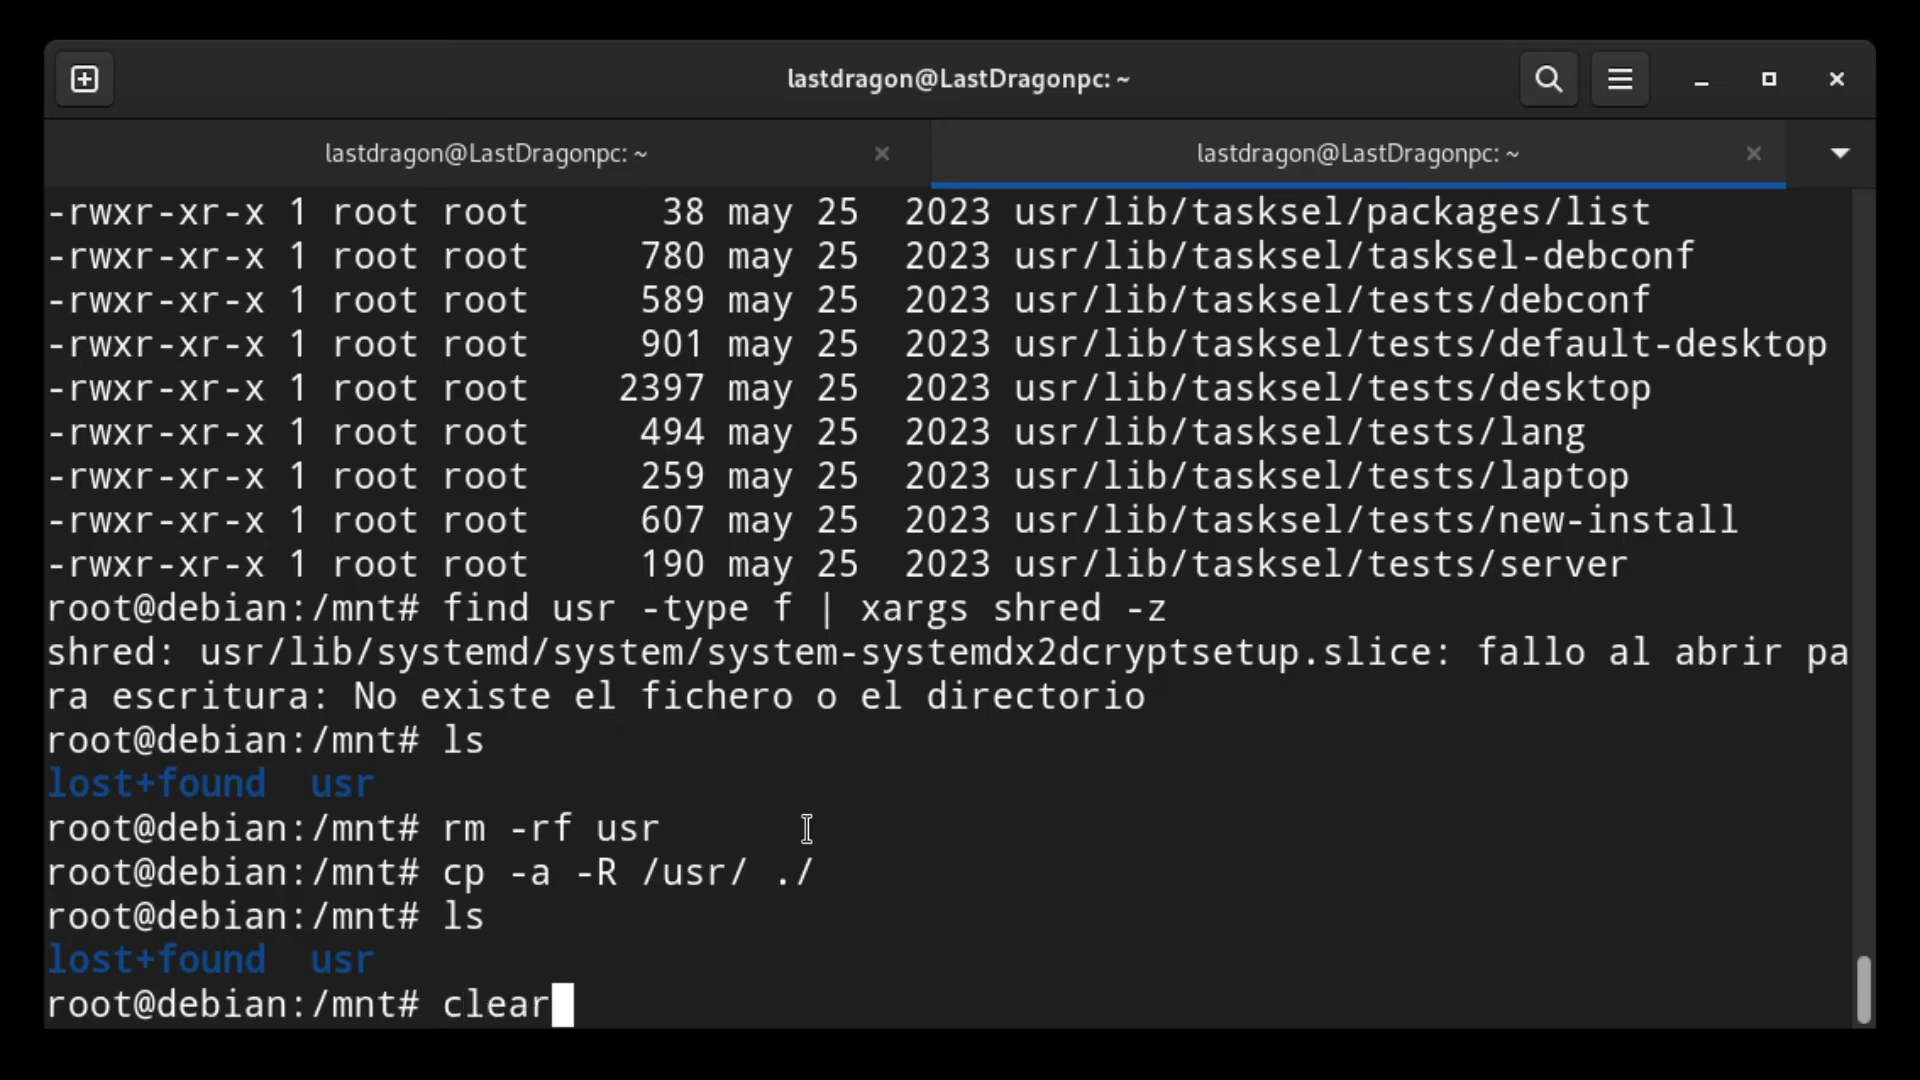 lastdragon@LastDragonpc: ~
lastdragon@LastDragonpc: ~ lastdragon@LastDragonpc: ~
-rwxr-xr-x 1 root root      38 may 25  2023 usr/lib/tasksel/packages/list
-rwxr-xr-x 1 root root     780 may 25  2023 usr/lib/tasksel/tasksel-debconf
-rwxr-xr-x 1 root root     589 may 25  2023 usr/lib/tasksel/tests/debconf
-rwxr-xr-x 1 root root     901 may 25  2023 usr/lib/tasksel/tests/default-desktop
-rwxr-xr-x 1 root root    2397 may 25  2023 usr/lib/tasksel/tests/desktop
-rwxr-xr-x 1 root root     494 may 25  2023 usr/lib/tasksel/tests/lang
-rwxr-xr-x 1 root root     259 may 25  2023 usr/lib/tasksel/tests/laptop
-rwxr-xr-x 1 root root     607 may 25  2023 usr/lib/tasksel/tests/new-install
-rwxr-xr-x 1 root root     190 may 25  2023 usr/lib/tasksel/tests/server
root@debian:/mnt# find usr -type f | xargs shred -z
shred: usr/lib/systemd/system/system-systemdx2dcryptsetup.slice: fallo al abrir pa
ra escritura: No existe el fichero o el directorio
root@debian:/mnt# ls
lost+found  usr
root@debian:/mnt# rm -rf usr
root@debian:/mnt# cp -a -R /usr/ ./
root@debian:/mnt# ls
lost+found  usr
root@debian:/mnt# clear